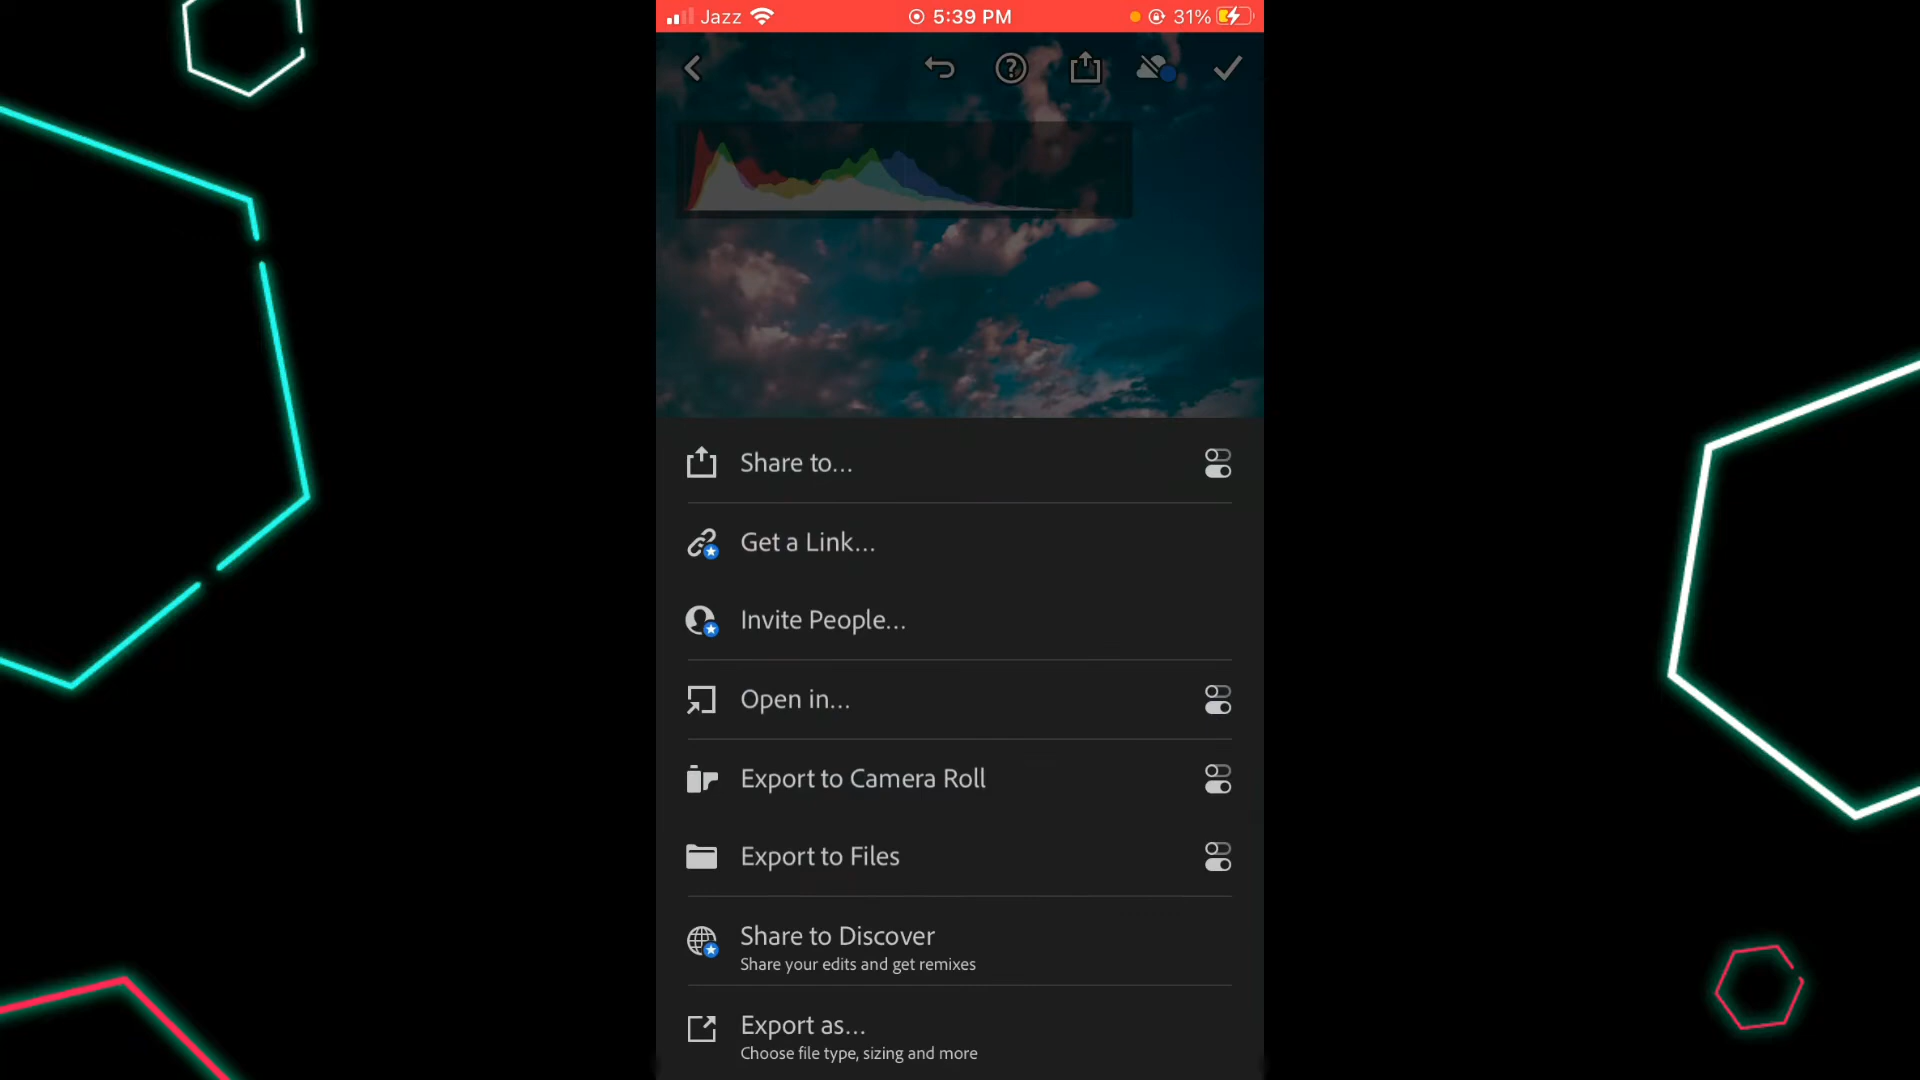 Jazz 5:39 PM 31%
Share to...
Get a Link...
Invite People...
Open in...
Export to Camera Roll
Export to Files
Share to Discover
Share your edits and get remixes
Export as...
Choose file type, sizing and more